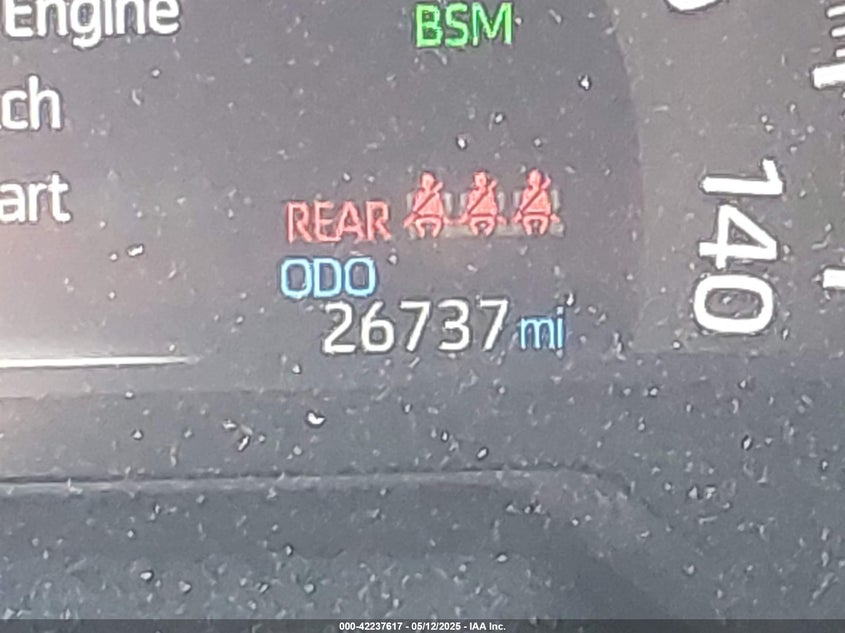 Engine
BSM
ch
art
REAR
ODO
26737 mi
140
000-42237617 - 05/12/2025 - IAA Inc.